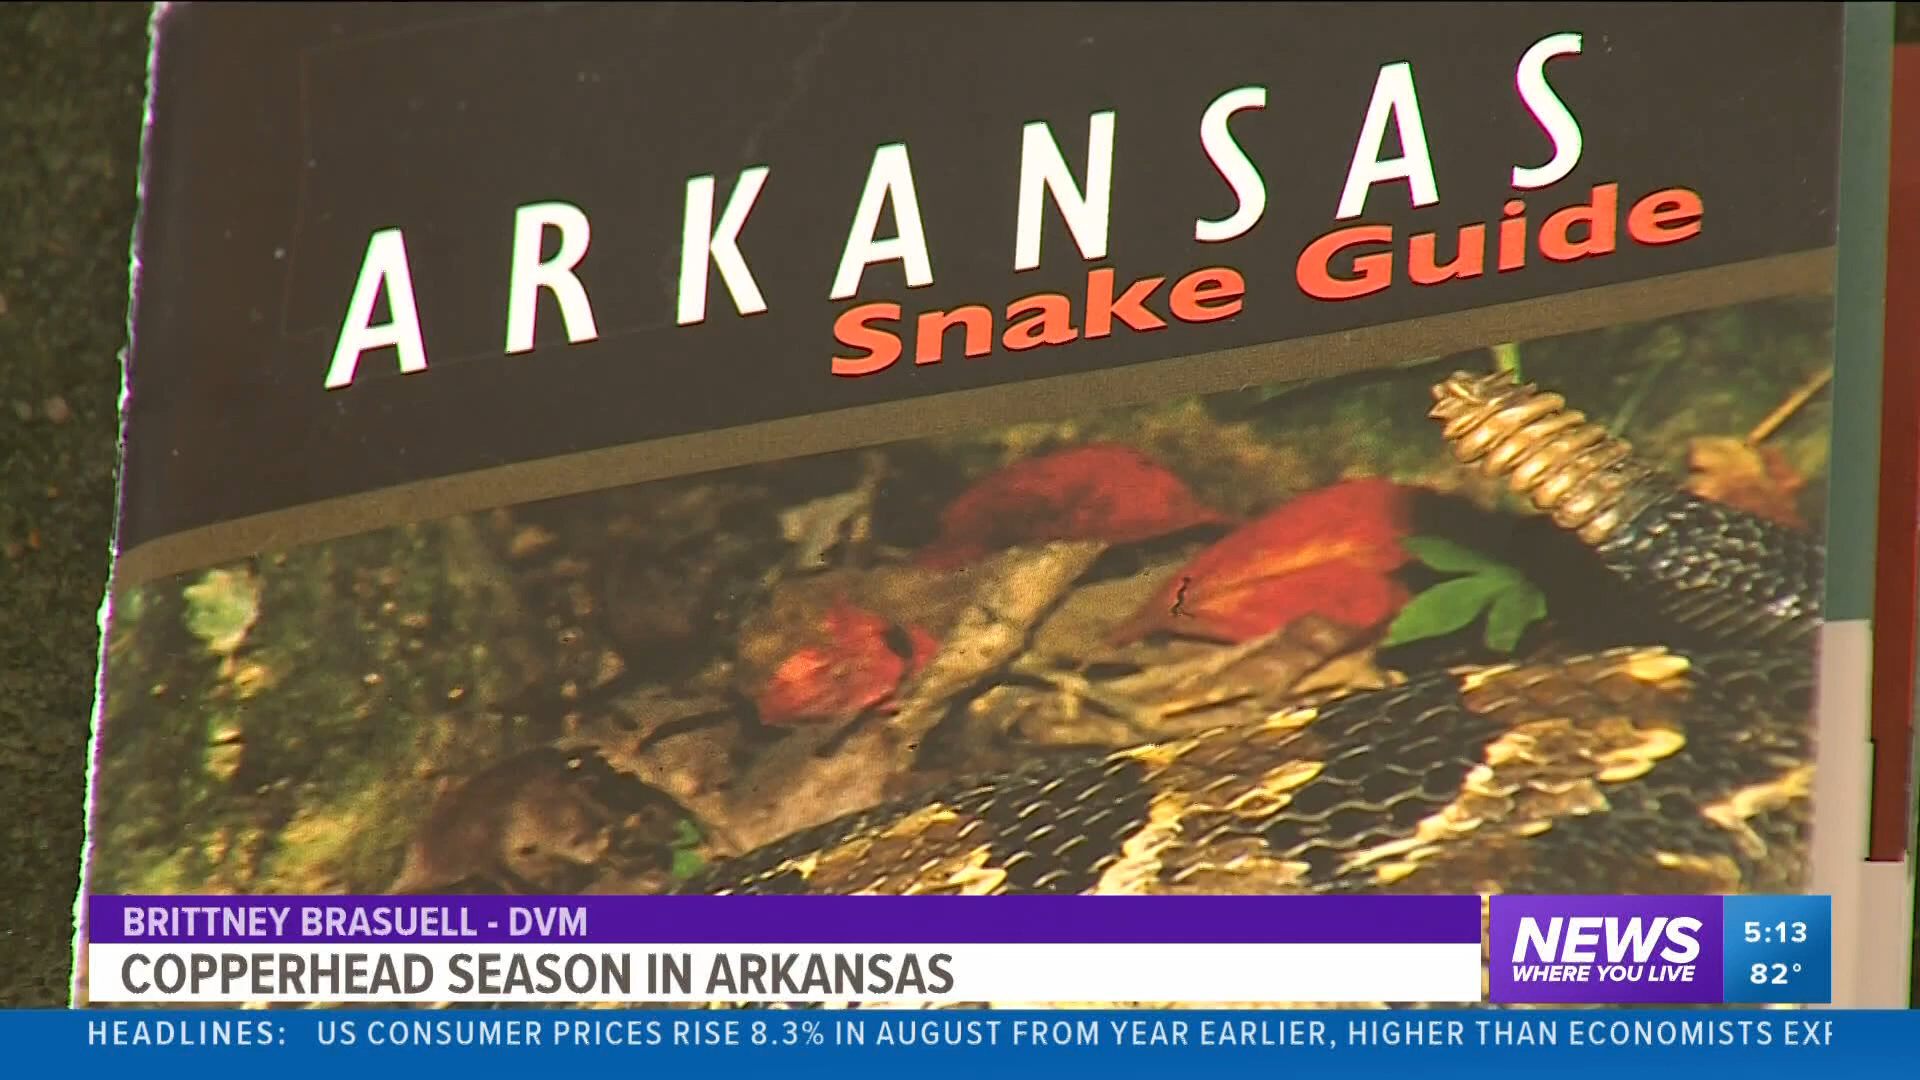 ARKANSAS
Snake Guide
BRITTNEY BRASUELL - DVM
COPPERHEAD SEASON IN ARKANSAS
NEWS
WHERE YOU LIVE
5:13
82°
HEADLINES: US CONSUMER PRICES RISE 8.3% IN AUGUST FROM YEAR EARLIER, HIGHER THAN ECONOMISTS